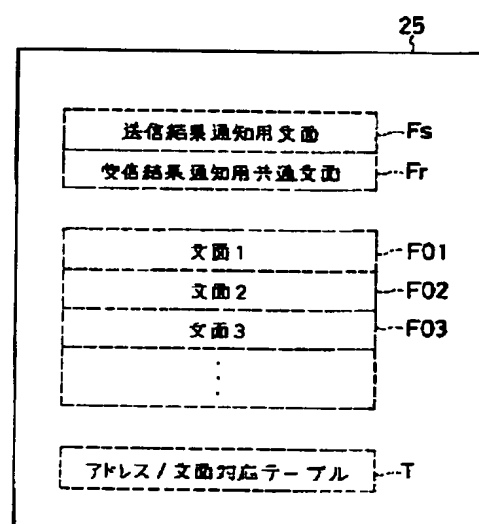 25
送信結果通知用文面 Fs
受信結果通知用共通文面 Fr
文面1 F01
文面2 F02
文面3 F03
アドレス/文面対応テーブル T